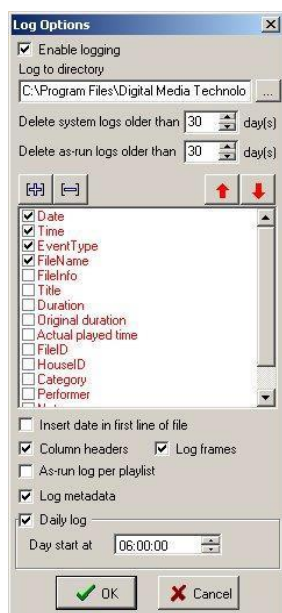 Log Options
Enable logging
Log to directory
C:\Program Files\Digital Media Technolo ...
Delete system logs older than 30 day(s)
Delete as-run logs older than 30 day(s)
Date
Time
EventType
FileName
FileInfo
Title
Duration
Original duration
Actual played time
FileID
HouseID
Category
Performer
Insert date in first line of file
Column headers Log frames
As-run log per playlist
Log metadata
Daily log
Day start at 06:00:00
OK Cancel